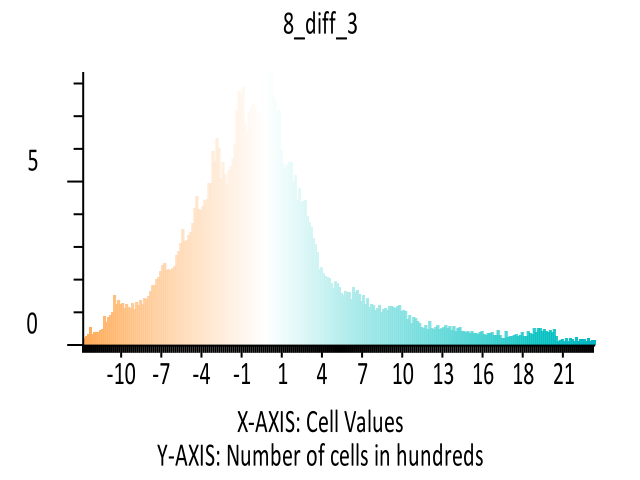 8_diff_3
5
0
-10 -7 -4 -1 1 4 7 10 13 16 18 21
X-AXIS: Cell Values
Y-AXIS: Number of cells in hundreds